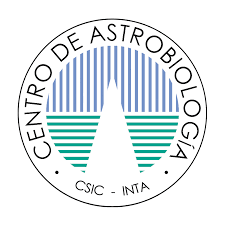 CENTRO DE ASTROBIOLOGÍA
CSIC - INTA